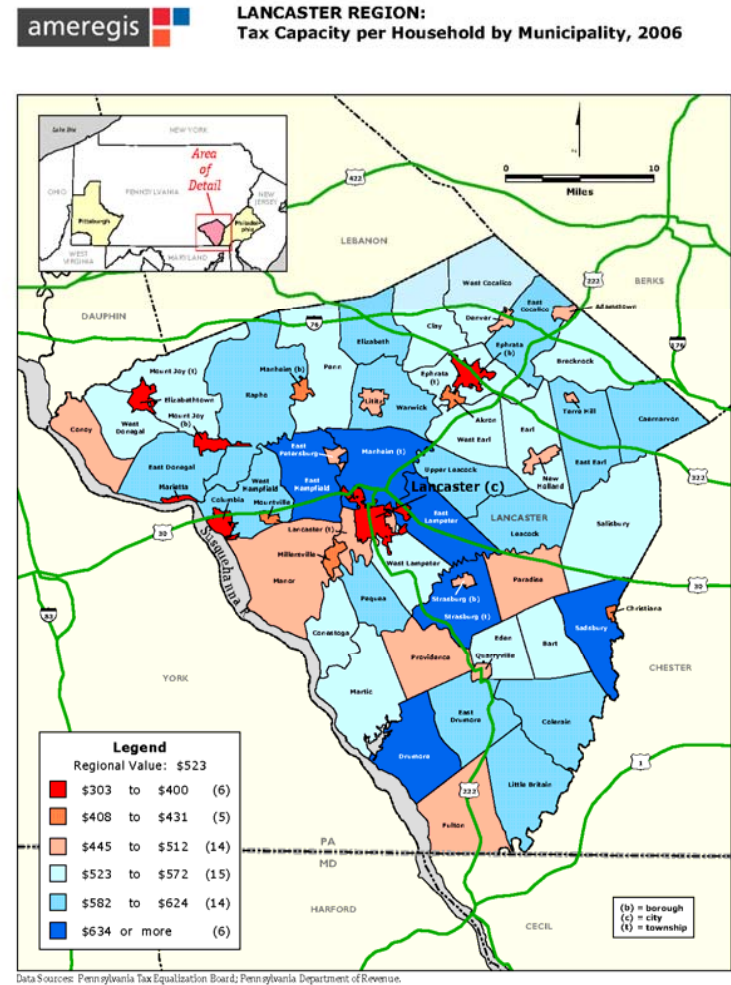 ameregis
LANCASTER REGION:
Tax Capacity per Household by Municipality, 2006
Lake Erie
NEW YORK
Area
of
Detail
OHIO
PENNSYLVANIA
NEW
JERSEY
Pittsburgh
Philadel-
phia
WEST
VIRGINIA
MARYLAND
0
10
Miles
422
LEBANON
222
BERKS
DAUPHIN
76
176
West Cocalico
East
Cocalico
Adamstown
Denver
Clay
Elizabeth
Ephrata
(b)
Brecknock
Mount Joy (t)
Manheim (b)
Penn
Ephrata
(t)
Elizabethtown
Rapho
Lititz
Warwick
Akron
Terre Hill
Caernarvon
Mount Joy
(b)
West
Donegal
Conoy
West Earl
Earl
East
Petersburg
Manheim (t)
East Donegal
West
Hempfield
East
Hempfield
Upper Leacock
New
Holland
East Earl
322
Marietta
Lancaster (c)
Columbia
Mountville
East
Lampeter
LANCASTER
Leacock
Salisbury
30
Lancaster (t)
Susquehanna R
Millersville
West Lampeter
Manor
Paradise
30
Strasburg (b)
Strasburg (t)
Pequea
Christiana
Sadsbury
83
Conestoga
Eden
Bart
Providence
Quarryville
CHESTER
YORK
Martic
East
Drumore
Colerain
Drumore
Little Britain
1
222
Fulton
Legend
Regional Value: $523
$303 to $400 (6)
$408 to $431 (5)
$445 to $512 (14)
$523 to $572 (15)
$582 to $624 (14)
$634 or more (6)
PA
MD
HARFORD
CECIL
(b) = borough
(c) = city
(t) = township
Data Sources: Pennsylvania Tax Equalization Board; Pennsylvania Department of Revenue.